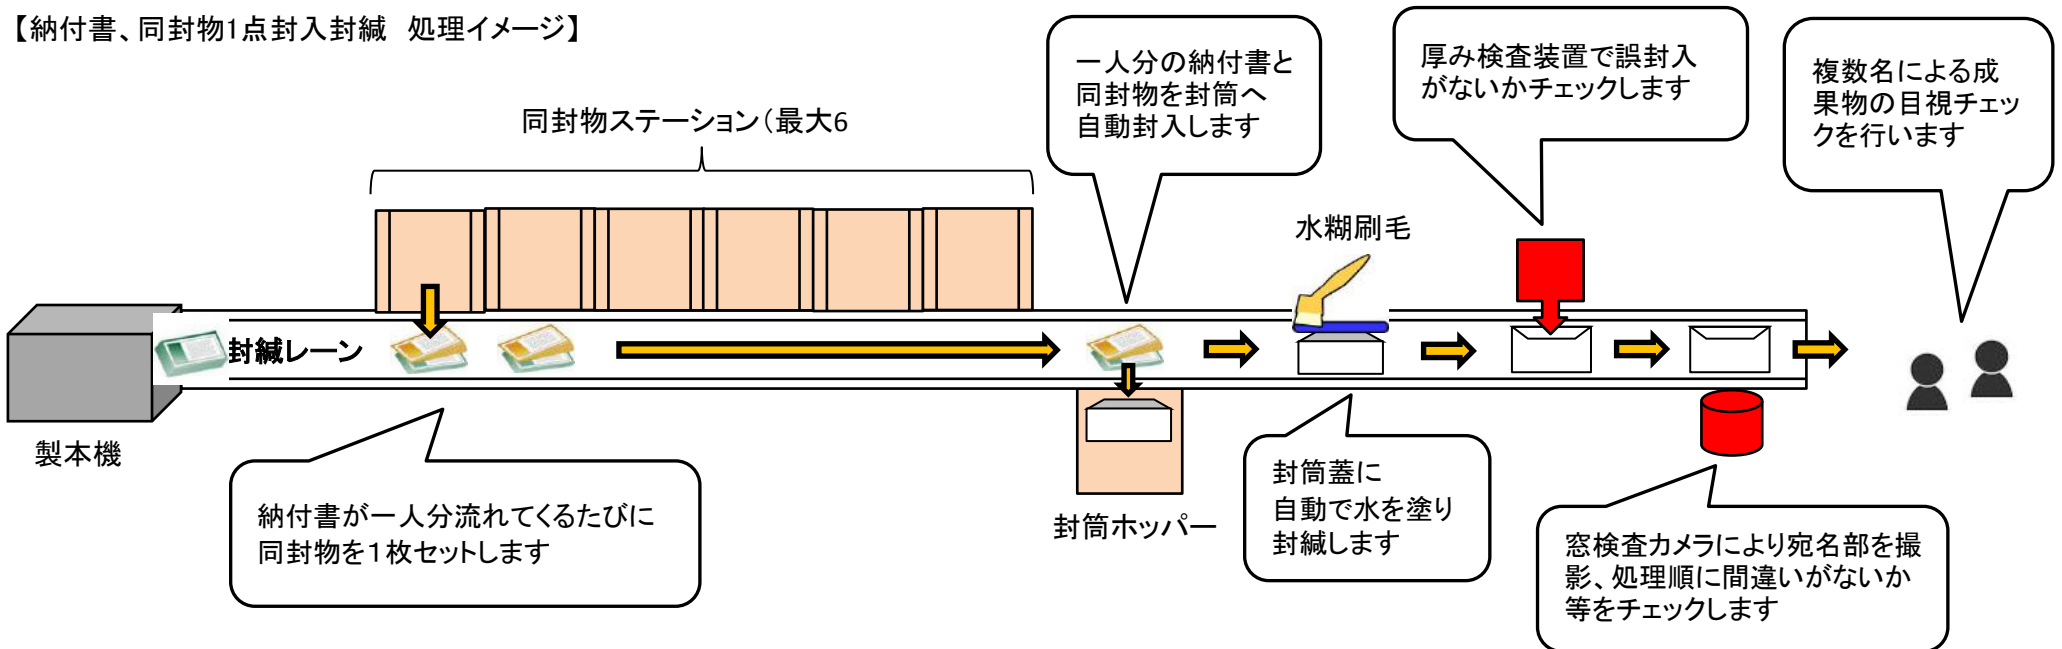 【納付書、同封物1点封入封緘　処理イメージ】
同封物ステーション（最大6
一人分の納付書と
同封物を封筒へ
自動封入します
厚み検査装置で誤封入
がないかチェックします
複数名による成
果物の目視チェッ
クを行います
水糊刷毛
封緘レーン
製本機
納付書が一人分流れてくるたびに
同封物を１枚セットします
封筒ホッパー
封筒蓋に
自動で水を塗り
封緘します
窓検査カメラにより宛名部を撮
影、処理順に間違いがないか
等をチェックします